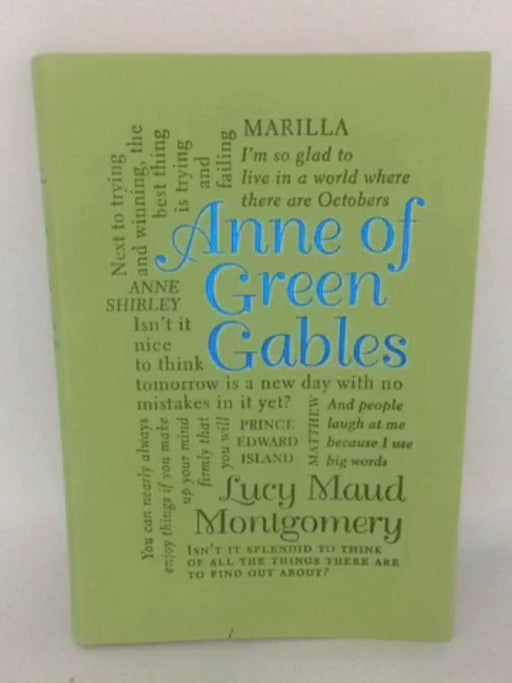 Next to trying
and winning, the
best thing
is trying
and
failing
MARILLA
I'm so glad to
live in a world where
there are Octobers
Anne of
Green
Gables
ANNE
SHIRLEY
Isn't it
nice
to think
tomorrow is a new day with no
mistakes in it yet?
You can nearly always
enjoy things if you make
up your mind
firmly that
you will
PRINCE
EDWARD
ISLAND
MATTHEW
And people
laugh at me
because I use
big words
Lucy Maud
Montgomery
ISN'T IT SPLENDID TO THINK
OF ALL THE THINGS THERE ARE
TO FIND OUT ABOUT?